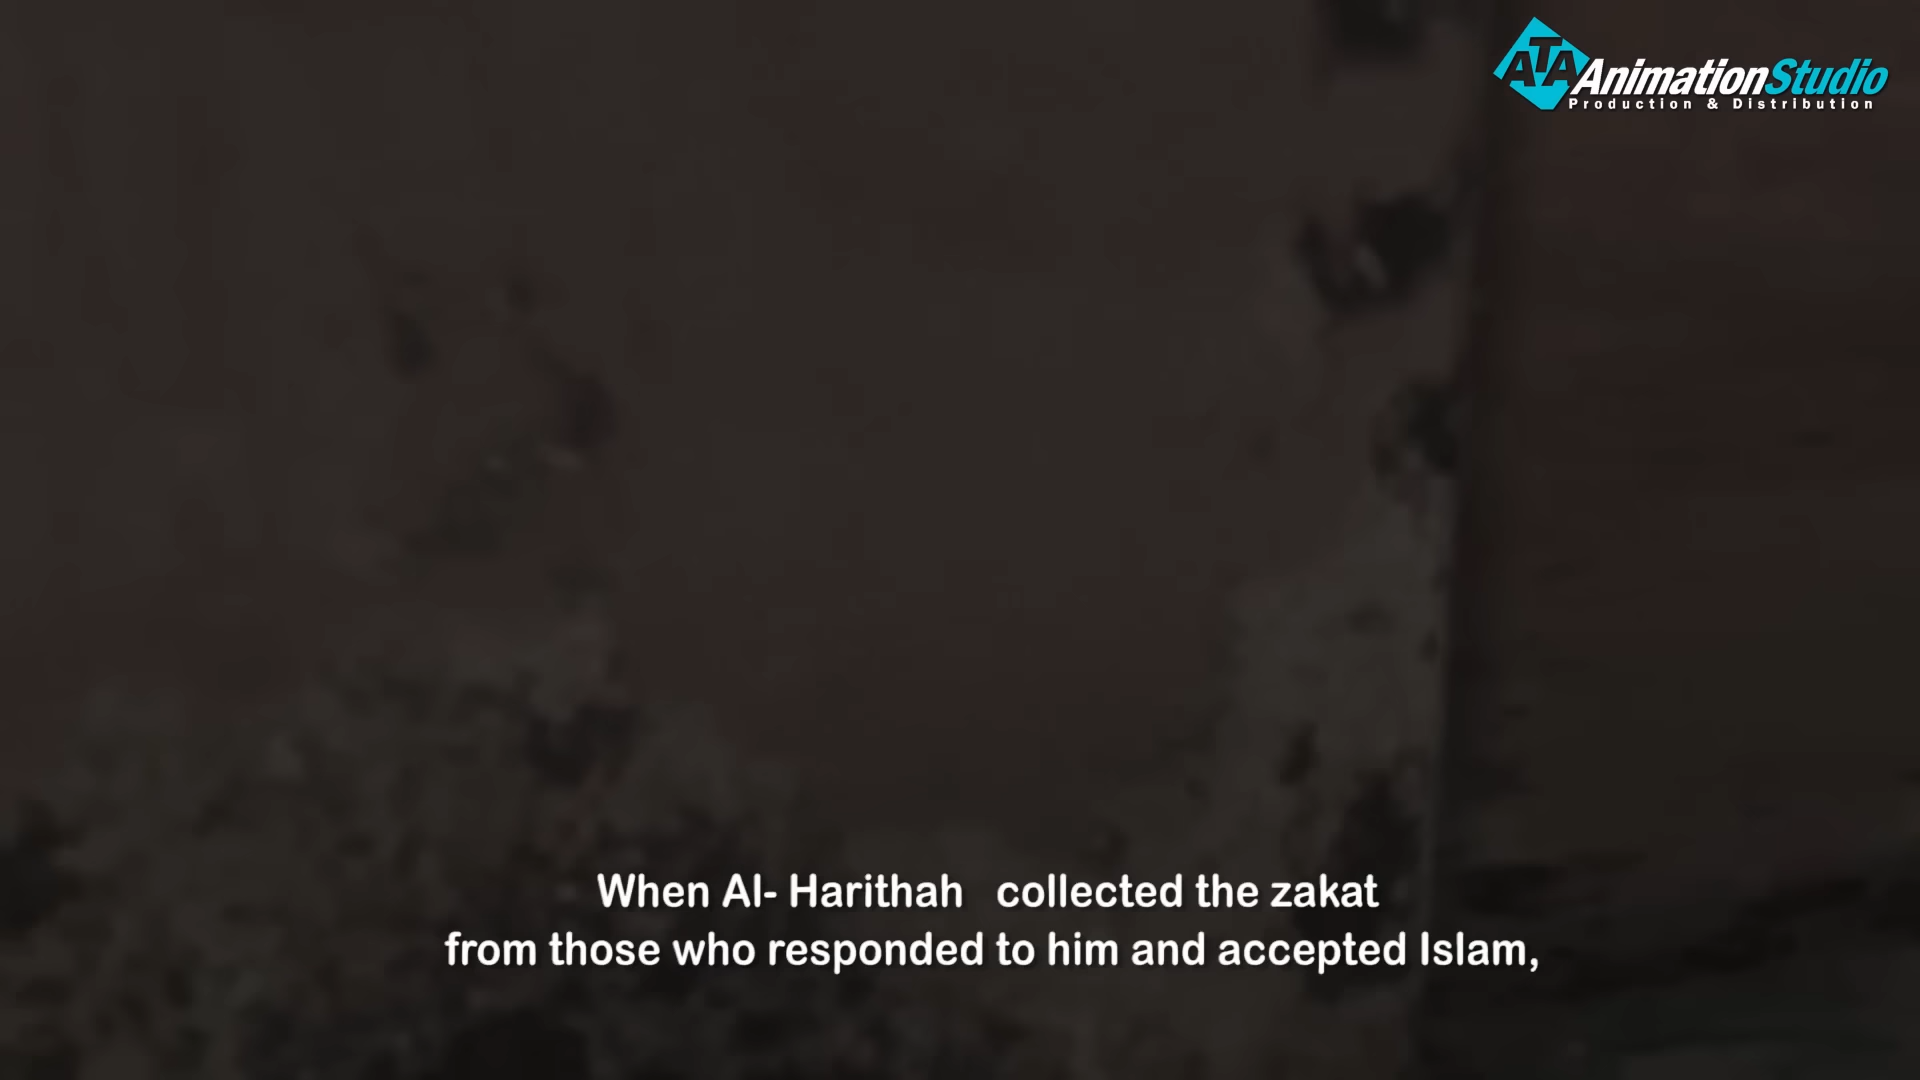 ATA AnimationStudio
Production & Distribution
When Al- Harithah   collected the zakat
from those who responded to him and accepted Islam,